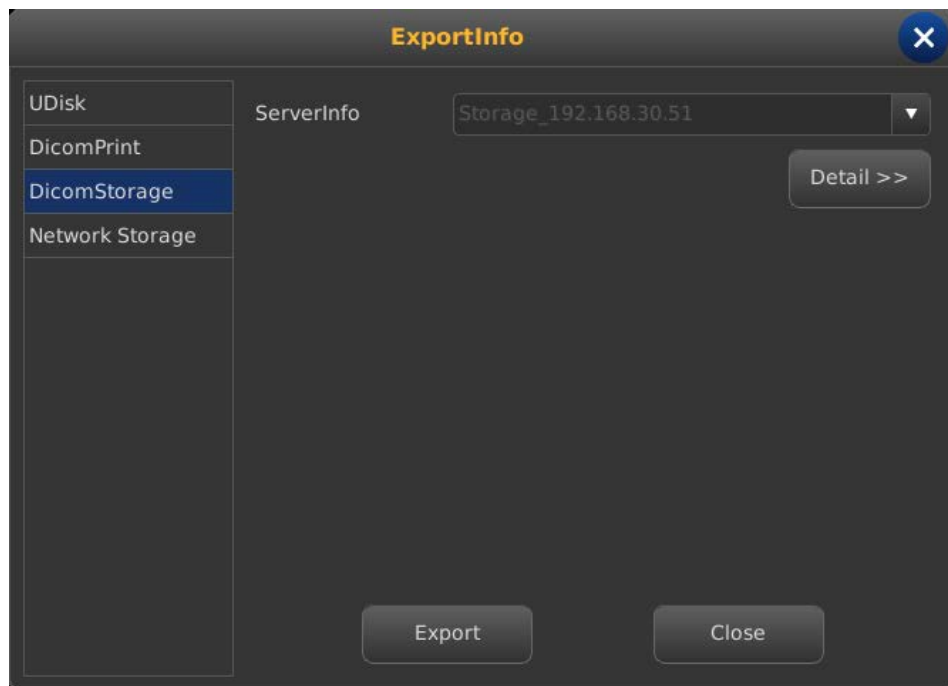 ExportInfo
UDisk
DicomPrint
DicomStorage
Network Storage
ServerInfo
Storage_192.168.30.51
Detail >>
Export
Close